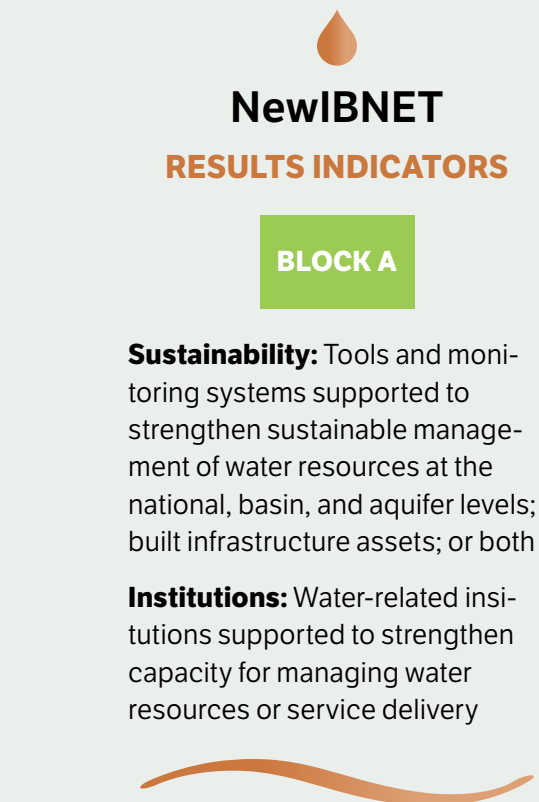 NewIBNET
RESULTS INDICATORS
BLOCK A
Sustainability: Tools and moni-
toring systems supported to
strengthen sustainable manage-
ment of water resources at the
national, basin, and aquifer levels;
built infrastructure assets; or both
Institutions: Water-related insi-
tutions supported to strengthen
capacity for managing water
resources or service delivery